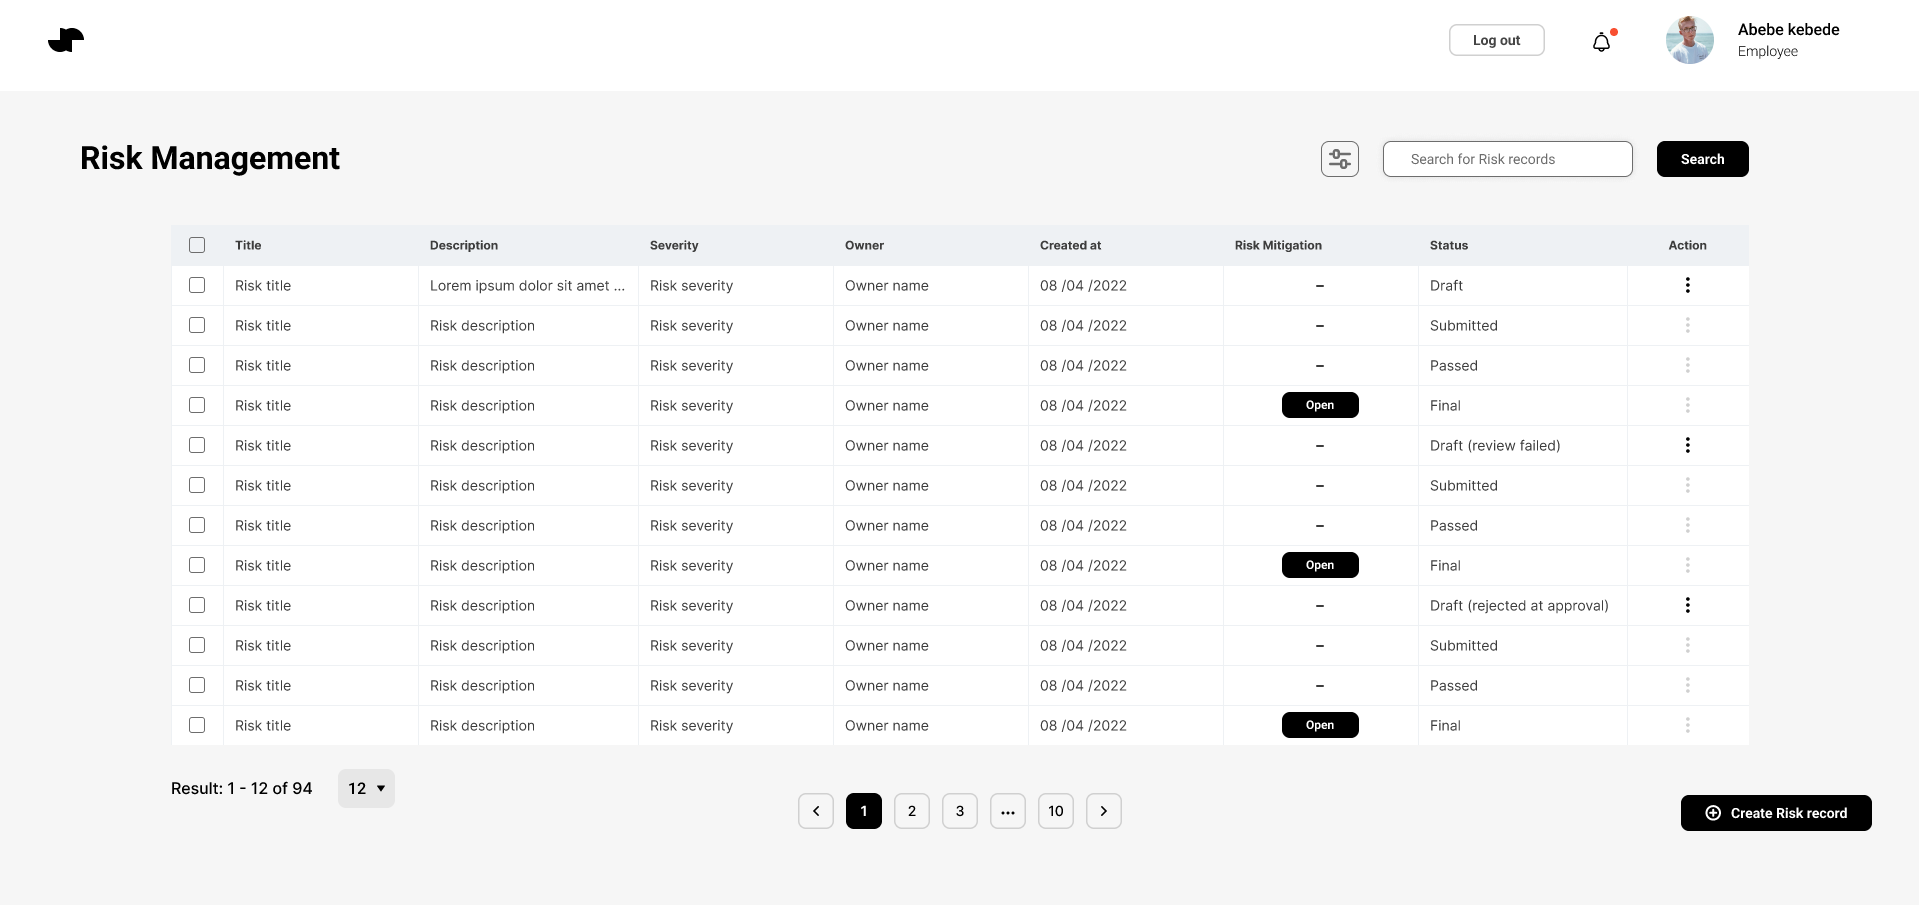 Log out
Abebe kebede
Employee
Risk Management
Search for Risk records
Search
Title Description Severity Owner Created at Risk Mitigation Status Action
Risk title Lorem ipsum dolor sit amet ... Risk severity Owner name 08 /04 /2022 – Draft
Risk title Risk description Risk severity Owner name 08 /04 /2022 – Submitted
Risk title Risk description Risk severity Owner name 08 /04 /2022 – Passed
Risk title Risk description Risk severity Owner name 08 /04 /2022 Open Final
Risk title Risk description Risk severity Owner name 08 /04 /2022 – Draft (review failed)
Risk title Risk description Risk severity Owner name 08 /04 /2022 – Submitted
Risk title Risk description Risk severity Owner name 08 /04 /2022 – Passed
Risk title Risk description Risk severity Owner name 08 /04 /2022 Open Final
Risk title Risk description Risk severity Owner name 08 /04 /2022 – Draft (rejected at approval)
Risk title Risk description Risk severity Owner name 08 /04 /2022 – Submitted
Risk title Risk description Risk severity Owner name 08 /04 /2022 – Passed
Risk title Risk description Risk severity Owner name 08 /04 /2022 Open Final
Result: 1 - 12 of 94 12
1 2 3 ... 10
Create Risk record